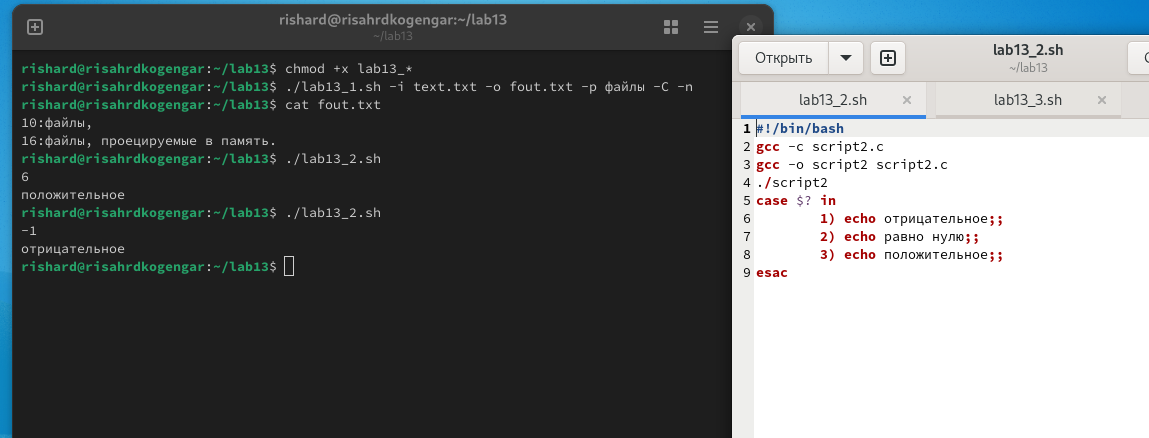 rishard@risahrdkogengar:~/lab13
~/lab13
rishard@risahrdkogengar:~/lab13$ chmod +x lab13_*
rishard@risahrdkogengar:~/lab13$ ./lab13_1.sh -i text.txt -o fout.txt -p файлы -C -n
rishard@risahrdkogengar:~/lab13$ cat fout.txt
10:файлы,
16:файлы, проецируемые в память.
rishard@risahrdkogengar:~/lab13$ ./lab13_2.sh
6
положительное
rishard@risahrdkogengar:~/lab13$ ./lab13_2.sh
-1
отрицательное
rishard@risahrdkogengar:~/lab13$
Открыть
lab13_2.sh
~/lab13
lab13_2.sh
lab13_3.sh
1 #!/bin/bash
2 gcc -c script2.c
3 gcc -o script2 script2.c
4 ./script2
5 case $? in
6 1) echo отрицательное;;
7 2) echo равно нулю;;
8 3) echo положительное;;
9 esac